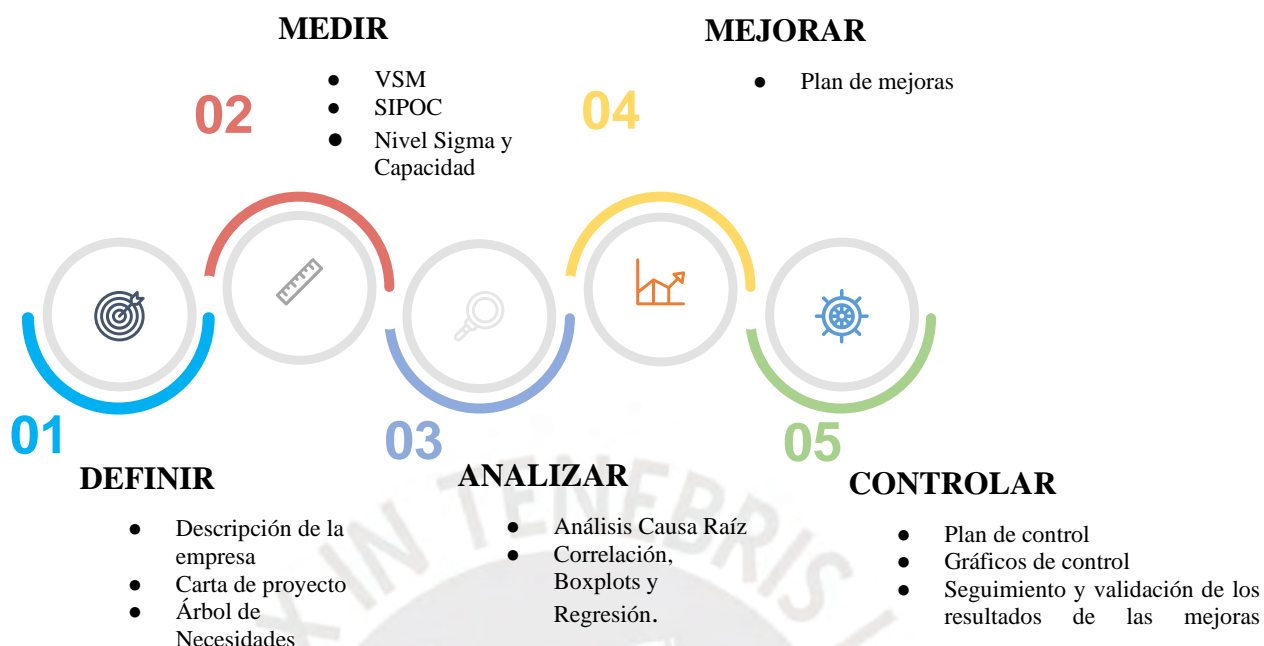 MEDIR
● VSM
● SIPOC
● Nivel Sigma y
Capacidad
02
MEJORAR
● Plan de mejoras
04
01
DEFINIR
● Descripción de la
empresa
● Carta de proyecto
● Árbol de
Necesidades
03
ANALIZAR
● Análisis Causa Raíz
● Correlación,
Boxplots y
Regresión.
05
CONTROLAR
● Plan de control
● Gráficos de control
● Seguimiento y validación de los
resultados de las mejoras
X IN TENEBRIS L